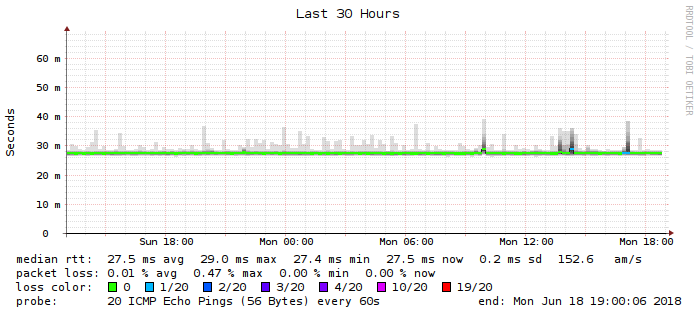 Last 30 Hours
RRDTOOL / TOBI OETIKER
Seconds
60 m
50 m
40 m
30 m
20 m
10 m
0
Sun 18:00 Mon 00:00 Mon 06:00 Mon 12:00 Mon 18:00
median rtt: 27.5 ms avg 29.0 ms max 27.4 ms min 27.5 ms now 0.2 ms sd 152.6 am/s
packet loss: 0.01 % avg 0.47 % max 0.00 % min 0.00 % now
loss color: 0 1/20 2/20 3/20 4/20 10/20 19/20
probe: 20 ICMP Echo Pings (56 Bytes) every 60s end: Mon Jun 18 19:00:06 2018